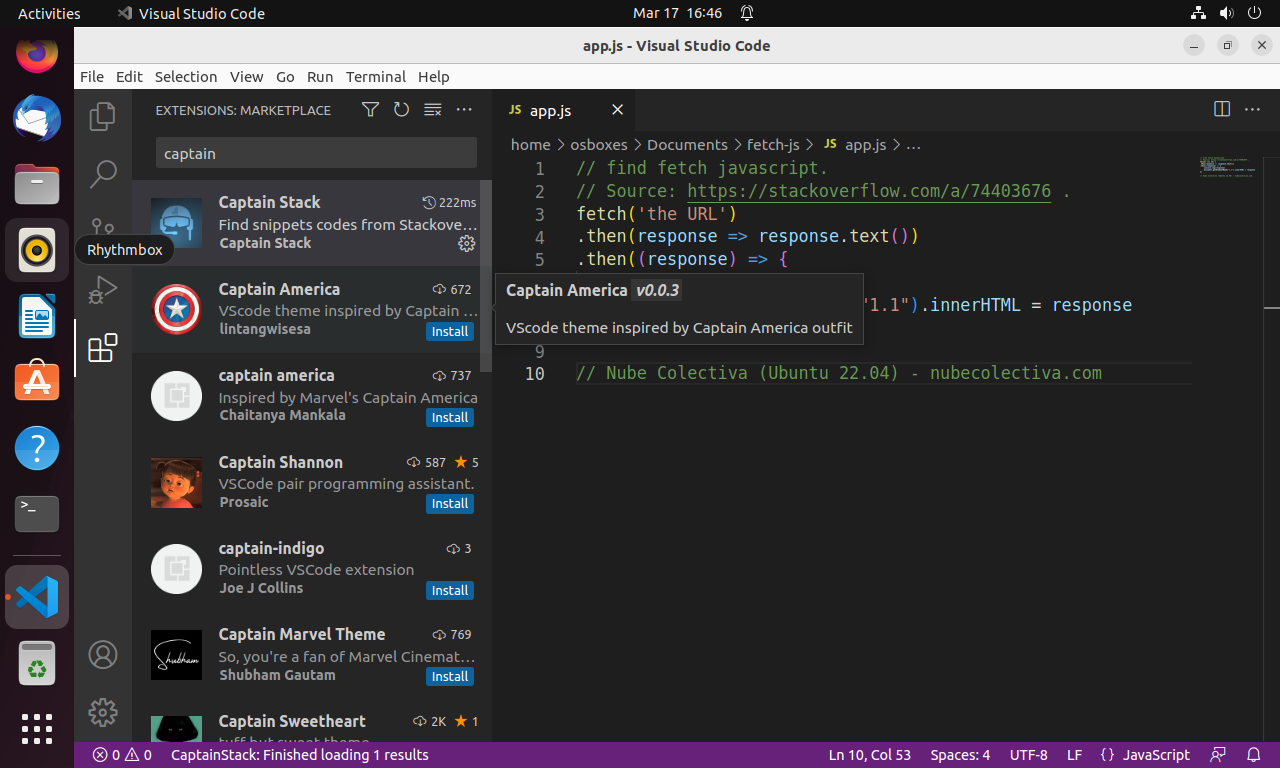 Activities
Visual Studio Code
Mar 17 16:46
app.js - Visual Studio Code
File Edit Selection View Go Run Terminal Help
EXTENSIONS: MARKETPLACE
captain
Captain Stack 222ms
Find snippets codes from Stackove...
Captain Stack
Rhythmbox
Captain America 672
VScode theme inspired by Captain ...
lintangwisesa Install
captain america 737
Inspired by Marvel's Captain America
Chaitanya Mankala Install
Captain Shannon 587 5
VSCode pair programming assistant.
Prosaic Install
captain-indigo 3
Pointless VSCode extension
Joe J Collins Install
Captain Marvel Theme 769
So, you're a fan of Marvel Cinemat...
Shubham Gautam Install
Shubham
Captain Sweetheart 2K 1
tuff but sweet theme
JS app.js
home > osboxes > Documents > fetch-js > JS app.js > ...
1 // find fetch javascript.
2 // Source: https://stackoverflow.com/a/74403676 .
3 fetch('the URL')
4 .then(response => response.text())
5 .then((response) => {
Captain America v0.0.3
VScode theme inspired by Captain America outfit
"1.1").innerHTML = response
9
10 // Nube Colectiva (Ubuntu 22.04) - nubecolectiva.com
0 0 CaptainStack: Finished loading 1 results
Ln 10, Col 53 Spaces: 4 UTF-8 LF {} JavaScript